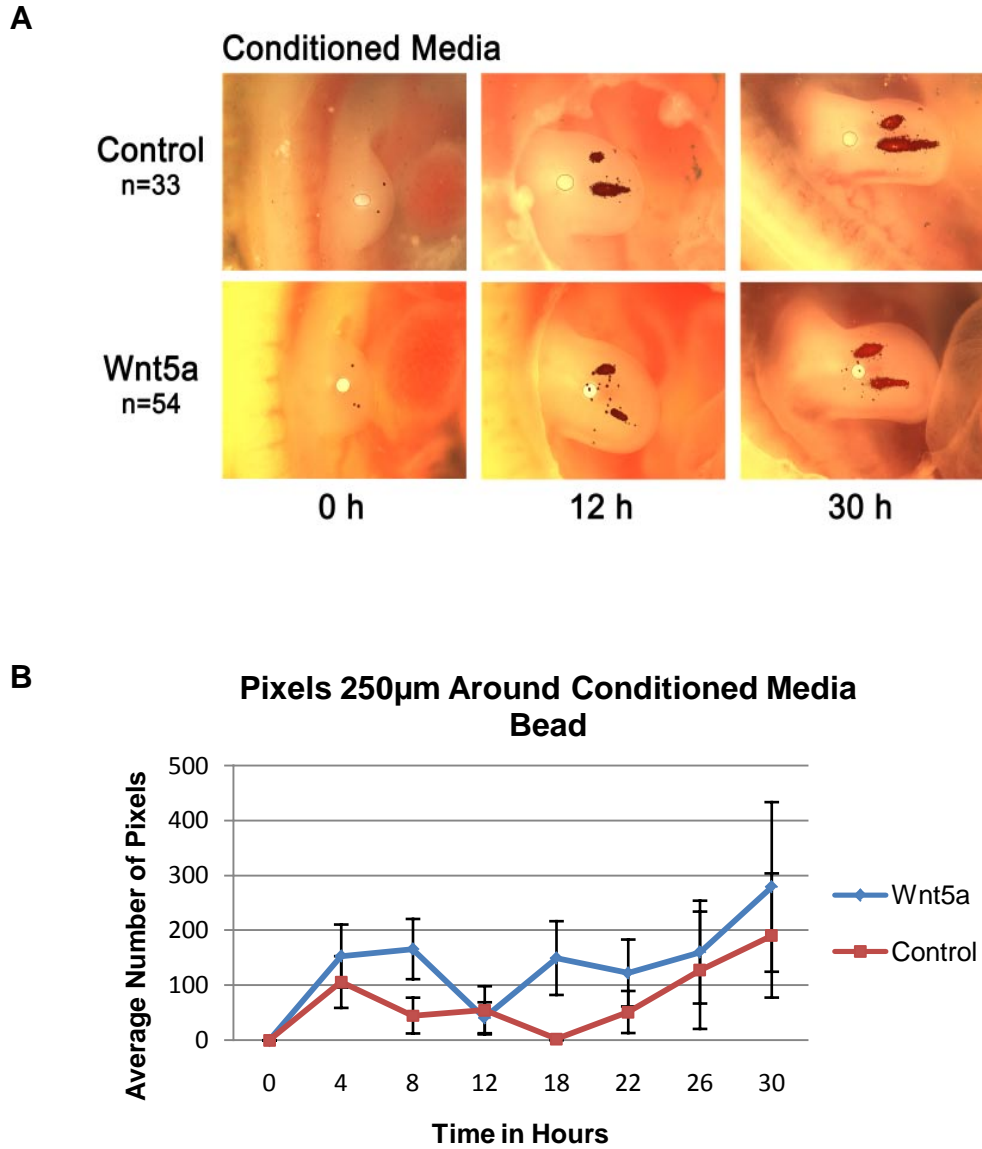 A
Conditioned Media
Control
n=33
Wnt5a
n=54
0 h
12 h
30 h
B
Pixels 250µm Around Conditioned Media
Bead
Average Number of Pixels
500
400
300
200
100
0
0 4 8 12 18 22 26 30
Time in Hours
Wnt5a
Control